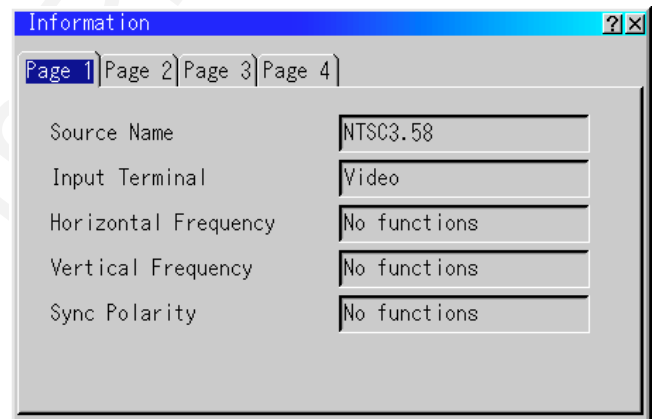 Information ? ×
Page 1 Page 2 Page 3 Page 4
Source Name NTSC3.58
Input Terminal Video
Horizontal Frequency No functions
Vertical Frequency No functions
Sync Polarity No functions